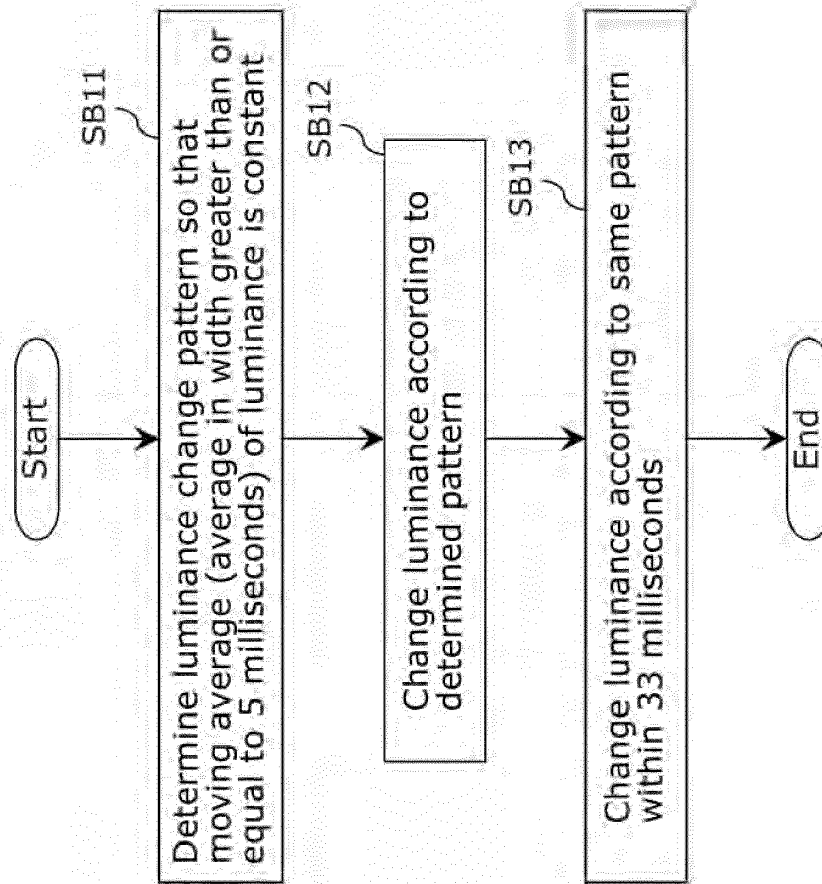 Start
SB11
Determine luminance change pattern so that
moving average (average in width greater than or
equal to 5 milliseconds) of luminance is constant
SB12
Change luminance according to
determined pattern
SB13
Change luminance according to same pattern
within 33 milliseconds
End